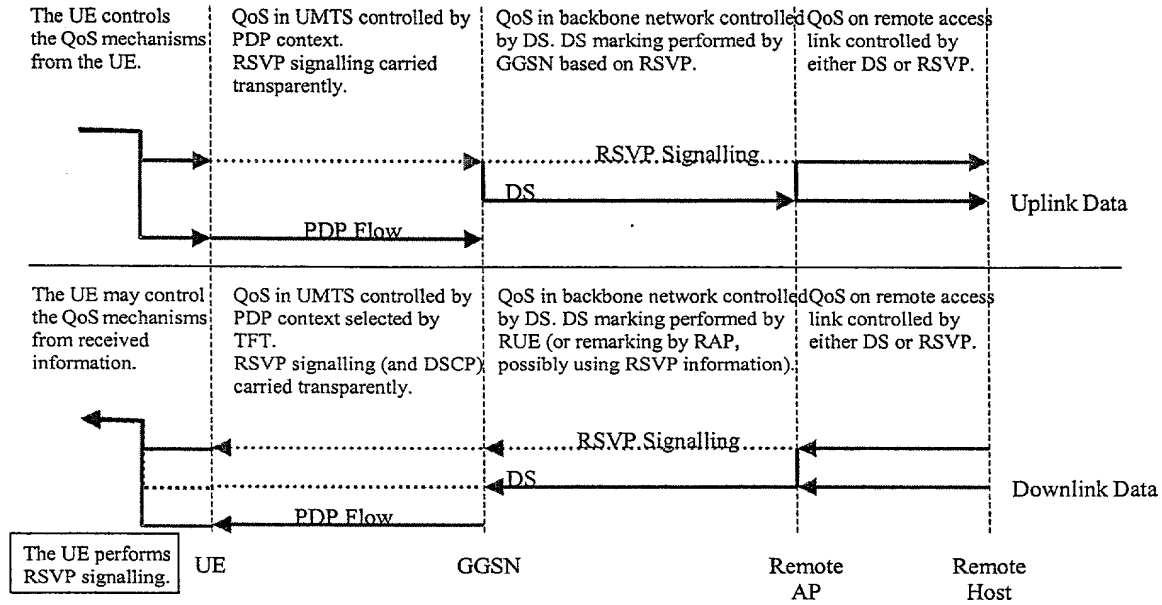 The UE controls
the QoS mechanisms
from the UE.
QoS in UMTS controlled by
PDP context.
RSVP signalling carried
transparently.
QoS in backbone network controlled
by DS. DS marking performed by
GGSN based on RSVP.
QoS on remote access
link controlled by
either DS or RSVP.
RSVP Signalling
DS
PDP Flow
Uplink Data
The UE may control
the QoS mechanisms
from received
information.
QoS in UMTS controlled by
PDP context selected by
TFT.
RSVP signalling (and DSCP)
carried transparently.
QoS in backbone network controlled
by DS. DS marking performed by
RUE (or remarking by RAP,
possibly using RSVP information).
QoS on remote access
link controlled by
either DS or RSVP.
RSVP Signalling
DS
PDP Flow
Downlink Data
The UE performs
RSVP signalling.
UE
GGSN
Remote
AP
Remote
Host